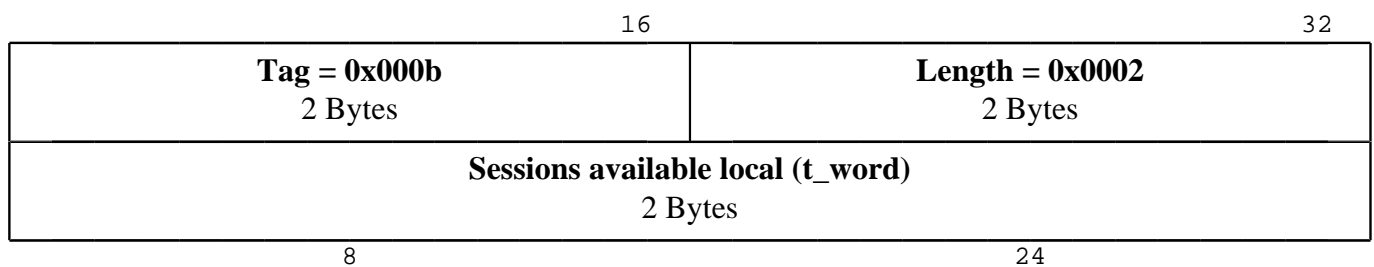 16 32
Tag = 0x000b Length = 0x0002
2 Bytes 2 Bytes
Sessions available local (t_word)
2 Bytes
8 24